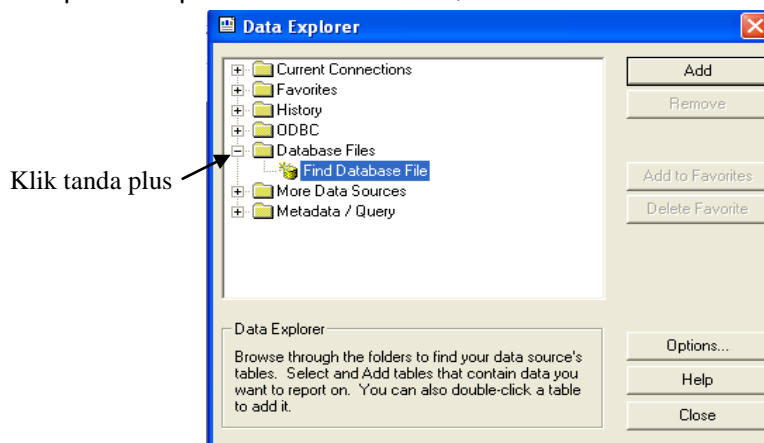 Data Explorer
Current Connections
Favorites
History
ODBC
Database Files
Find Database File
More Data Sources
Metadata / Query
Klik tanda plus
Add
Remove
Add to Favorites
Delete Favorite
Data Explorer
Browse through the folders to find your data source's
tables. Select and Add tables that contain data you
want to report on. You can also double-click a table
to add it.
Options...
Help
Close